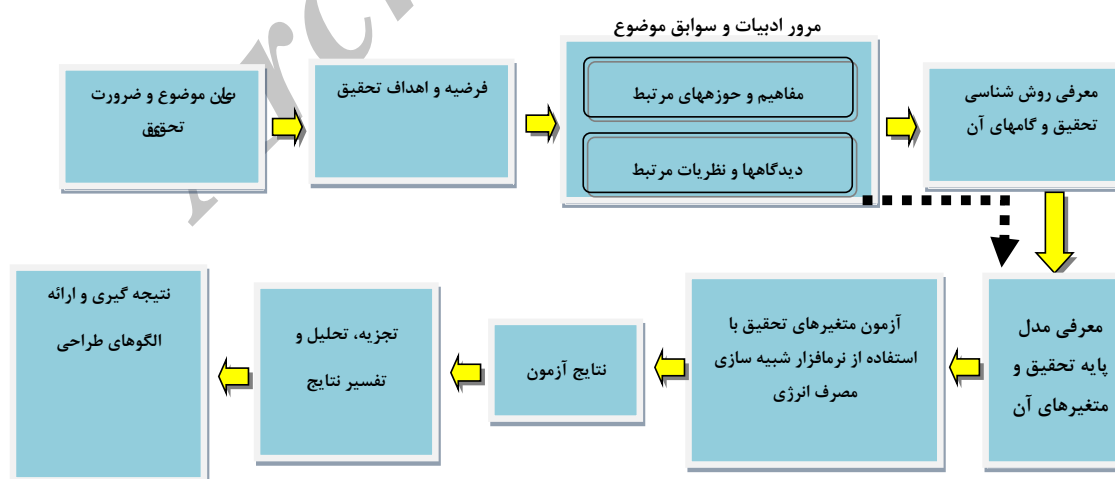 مرور ادبیات و سوابق موضوع
موضوع و ضرورت
فرضیه و اهداف تحقیق
مفاهیم و حوزههای مرتبط
دیدگاهها و نظریات مرتبط
معرفی روش شناسی
تحقیق و گامهای آن
معرفی مدل
پایه تحقیق و
متغیرهای آن
آزمون متغیرهای تحقیق با
استفاده از نرمافزار شبیه سازی
مصرف انرژی
نتایج آزمون
تجزیه، تحلیل و
تفسیر نتایج
نتیجه گیری و ارائه
الگوهای طراحی